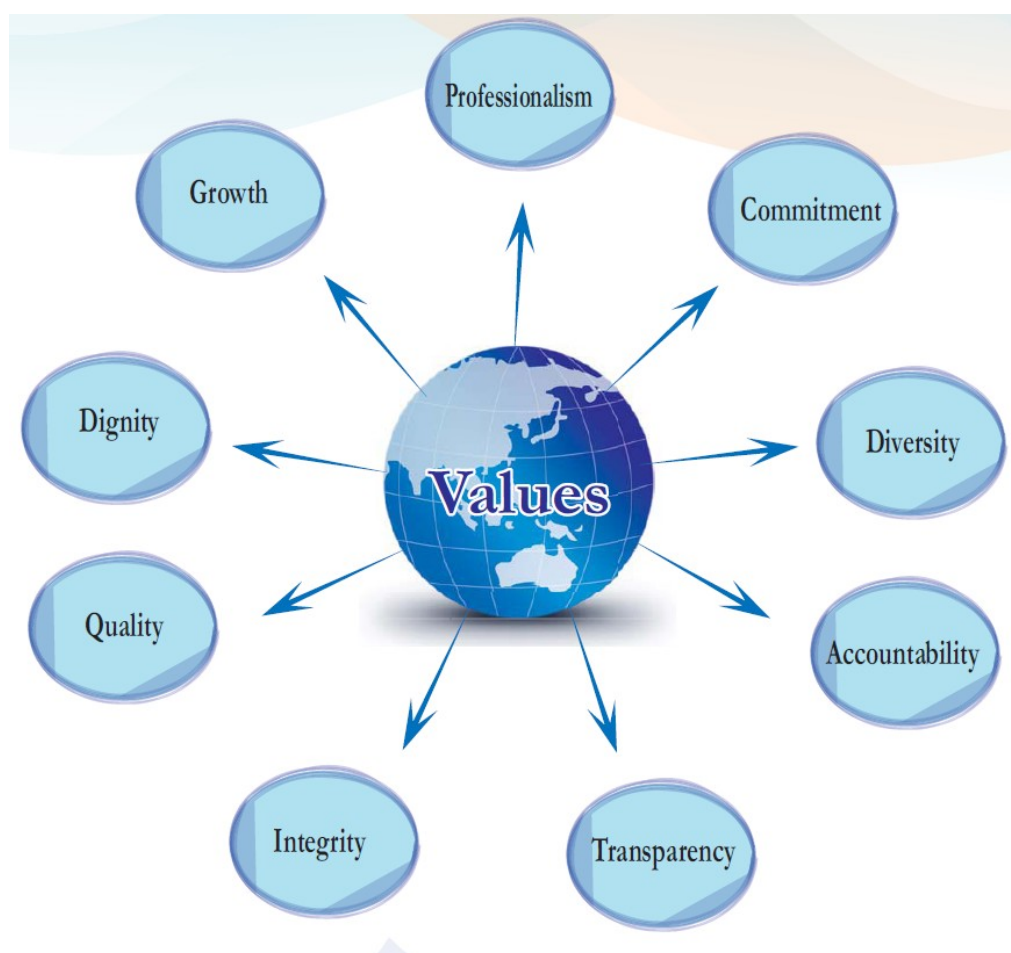 Professionalism
Growth
Commitment
Dignity
Diversity
Values
Quality
Accountability
Integrity
Transparency